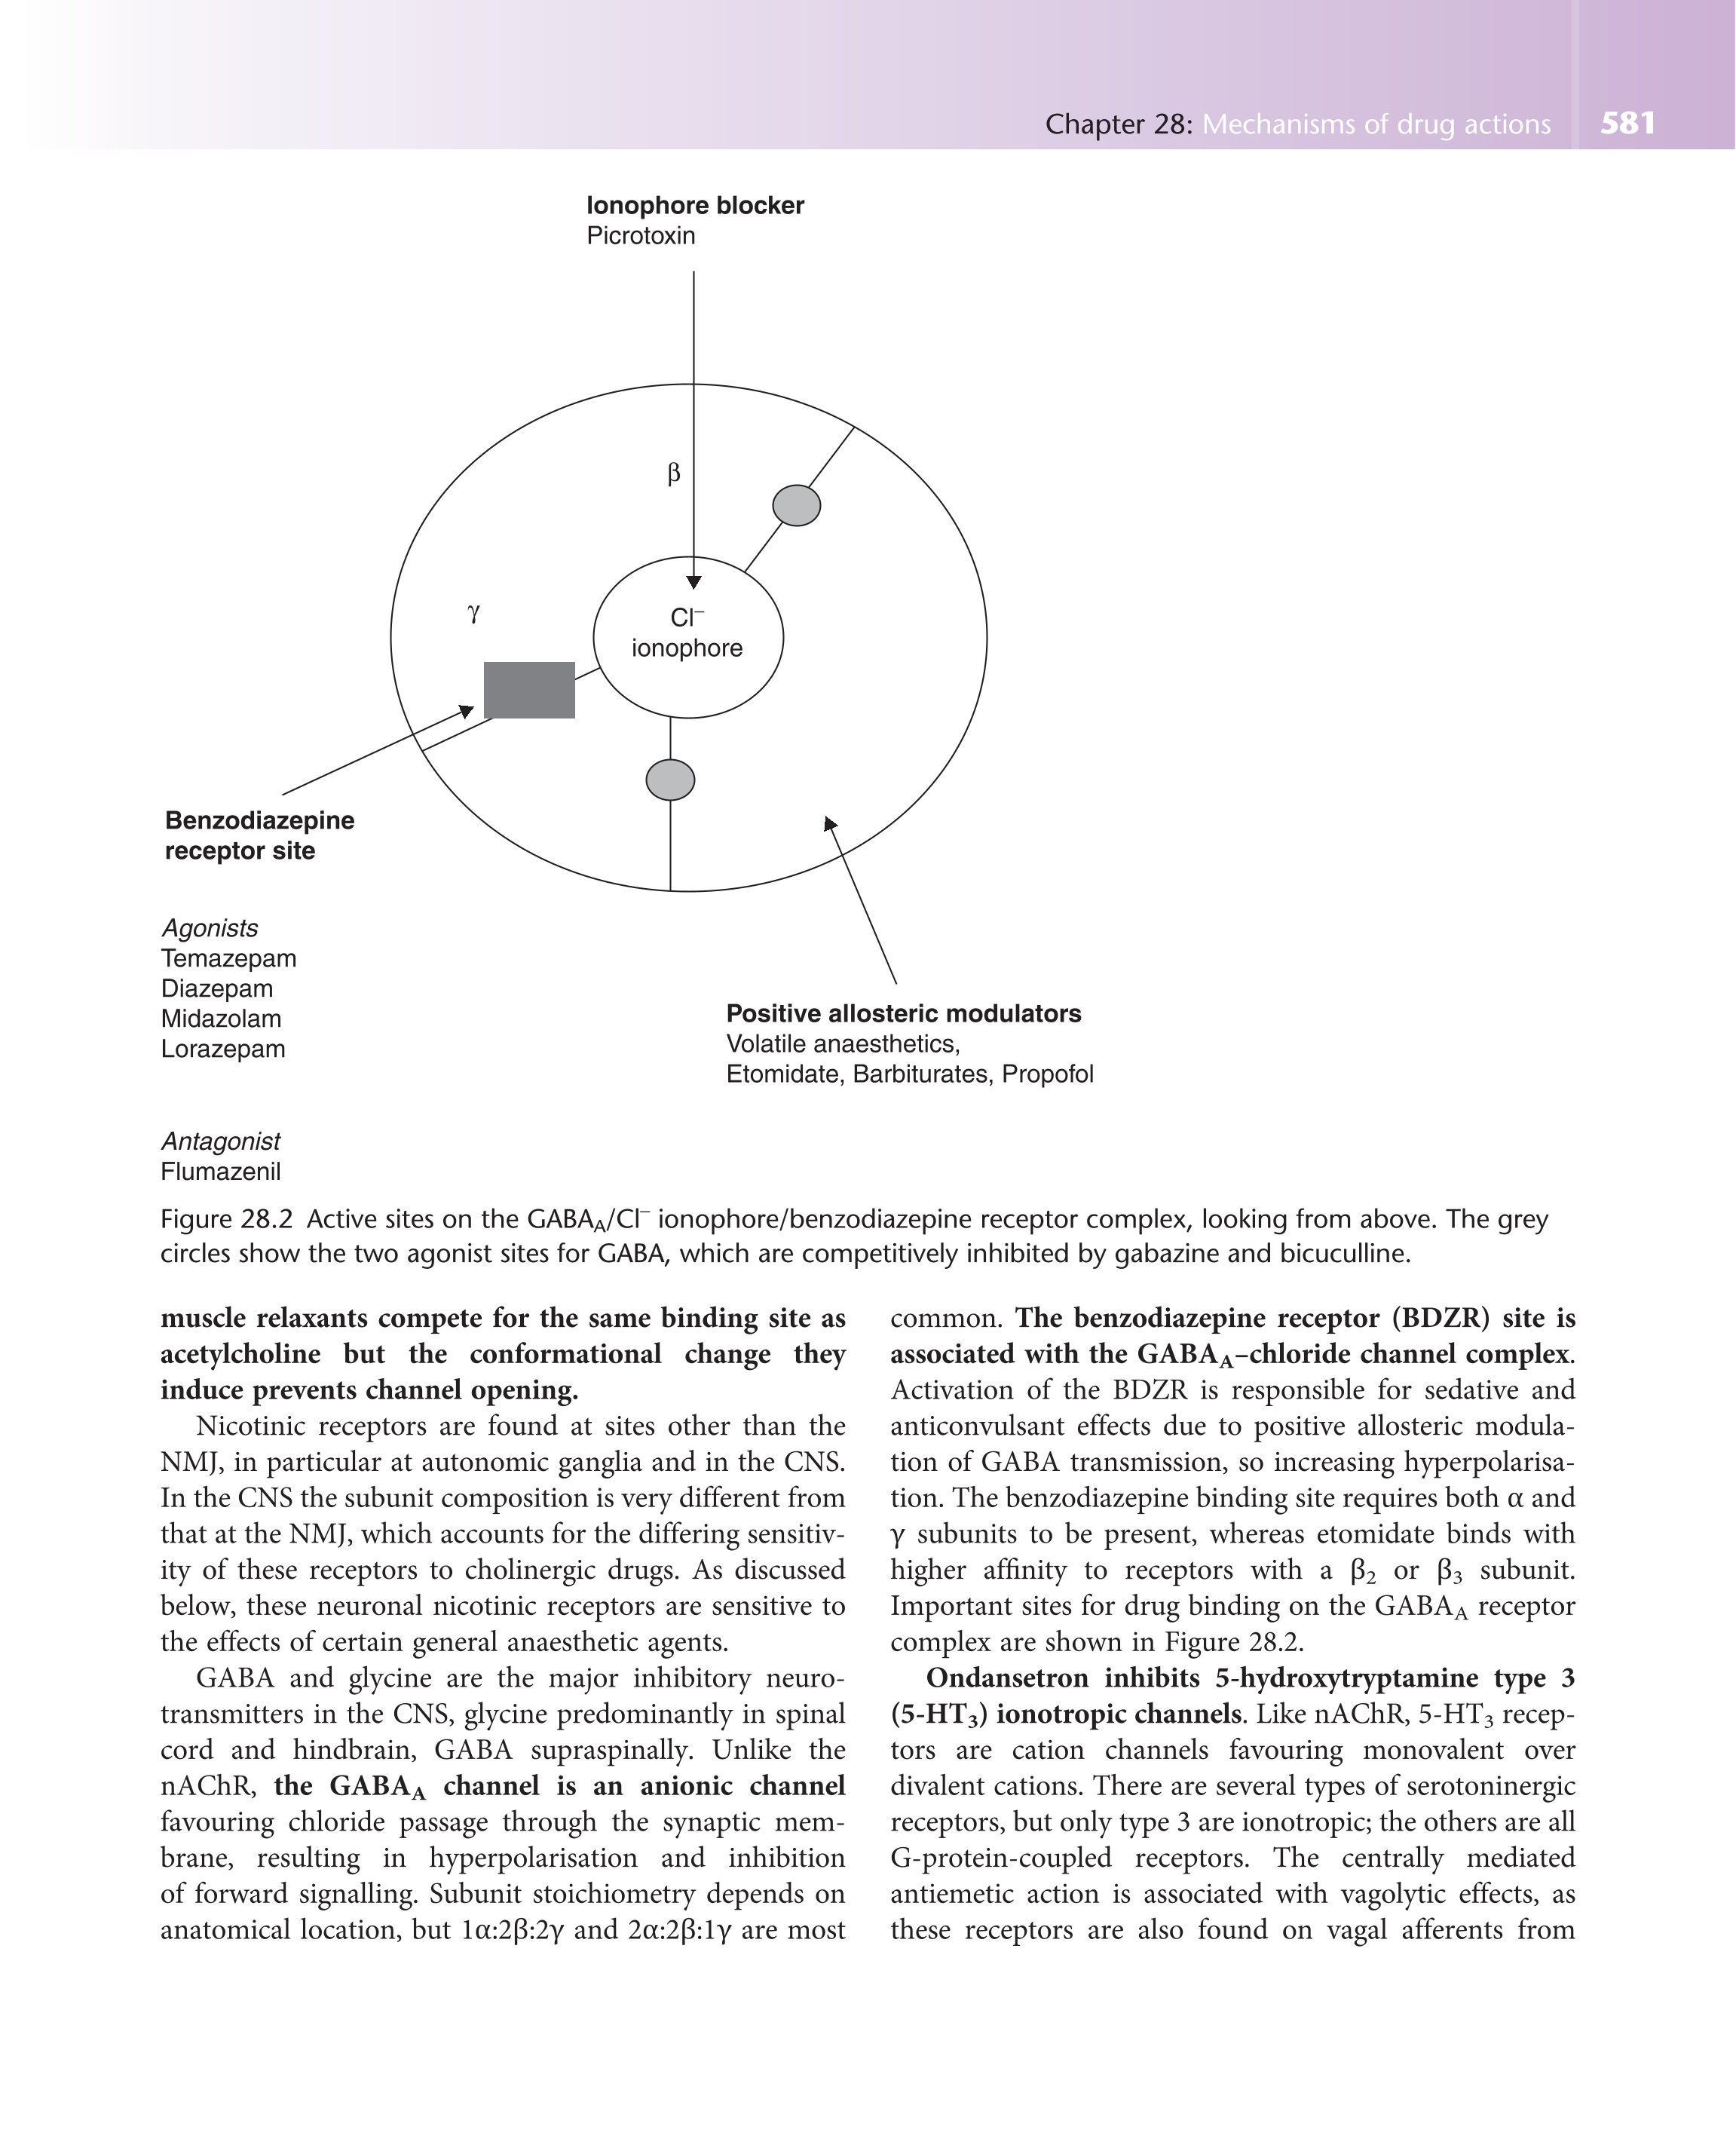 Chapter 28: Mechanisms of drug actions 581
Ionophore blocker
Picrotoxin
β
γ
Cl⁻
ionophore
Benzodiazepine
receptor site
Agonists
Temazepam
Diazepam
Midazolam
Lorazepam
Positive allosteric modulators
Volatile anaesthetics,
Etomidate, Barbiturates, Propofol
Antagonist
Flumazenil
Figure 28.2 Active sites on the GABA_A/Cl⁻ ionophore/benzodiazepine receptor complex, looking from above. The grey
circles show the two agonist sites for GABA, which are competitively inhibited by gabazine and bicuculline.
muscle relaxants compete for the same binding site as
acetylcholine but the conformational change they
induce prevents channel opening.
Nicotinic receptors are found at sites other than the
NMJ, in particular at autonomic ganglia and in the CNS.
In the CNS the subunit composition is very different from
that at the NMJ, which accounts for the differing sensitiv-
ity of these receptors to cholinergic drugs. As discussed
below, these neuronal nicotinic receptors are sensitive to
the effects of certain general anaesthetic agents.
GABA and glycine are the major inhibitory neuro-
transmitters in the CNS, glycine predominantly in spinal
cord and hindbrain, GABA supraspinally. Unlike the
nAChR, the GABA_A channel is an anionic channel
favouring chloride passage through the synaptic mem-
brane, resulting in hyperpolarisation and inhibition
of forward signalling. Subunit stoichiometry depends on
anatomical location, but 1α:2β:2γ and 2α:2β:1γ are most
common. The benzodiazepine receptor (BDZR) site is
associated with the GABA_A–chloride channel complex.
Activation of the BDZR is responsible for sedative and
anticonvulsant effects due to positive allosteric modula-
tion of GABA transmission, so increasing hyperpolarisa-
tion. The benzodiazepine binding site requires both α and
γ subunits to be present, whereas etomidate binds with
higher affinity to receptors with a β₂ or β₃ subunit.
Important sites for drug binding on the GABA_A receptor
complex are shown in Figure 28.2.
Ondansetron inhibits 5-hydroxytryptamine type 3
(5-HT₃) ionotropic channels. Like nAChR, 5-HT₃ recep-
tors are cation channels favouring monovalent over
divalent cations. There are several types of serotoninergic
receptors, but only type 3 are ionotropic; the others are all
G-protein-coupled receptors. The centrally mediated
antiemetic action is associated with vagolytic effects, as
these receptors are also found on vagal afferents from